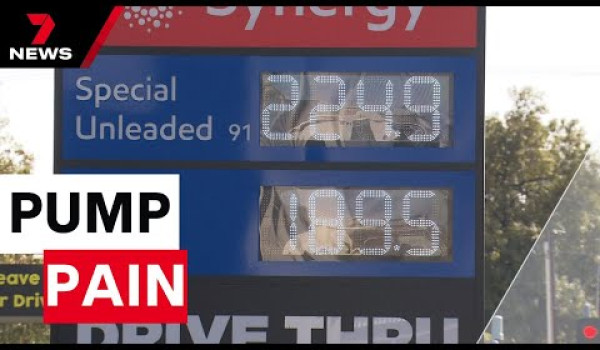 7
NEWS
Synergy
Special
Unleaded 91
224.9
189.5
PUMP
PAIN
DRIVE THRU